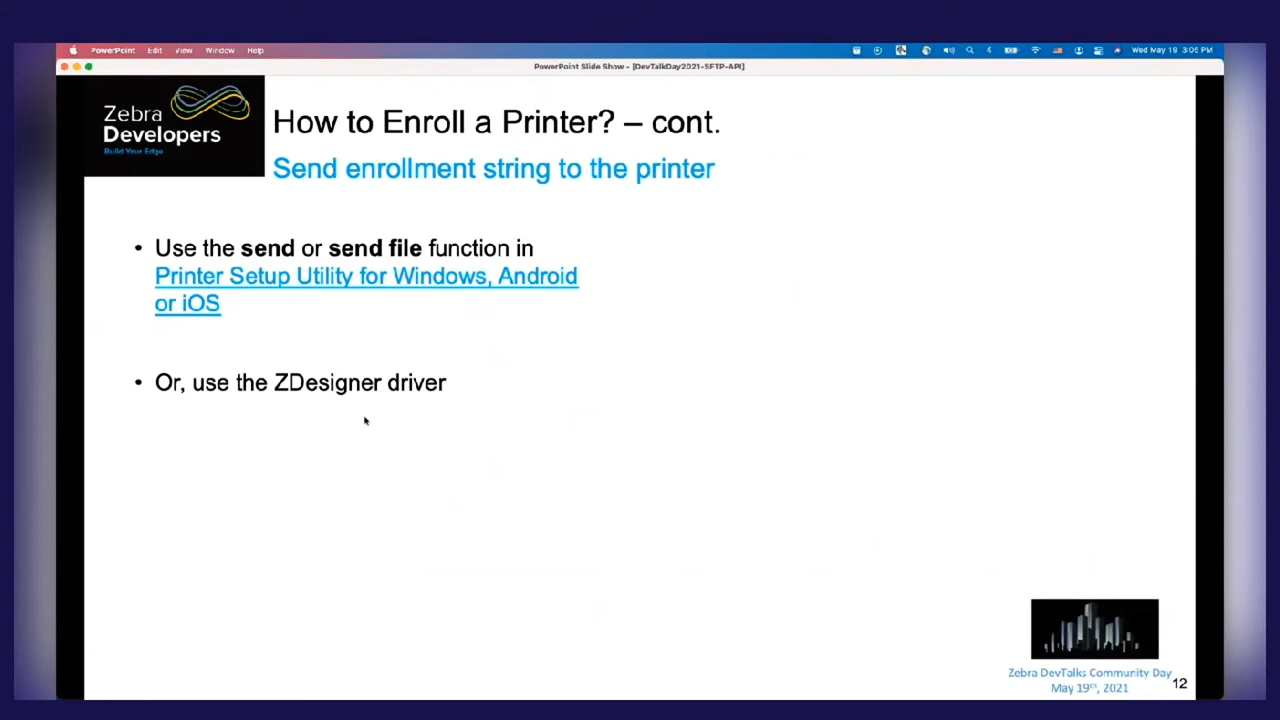 PowerPoint Edit View Window Help
Wed May 19 3:05 PM
PowerPoint Slide Show - [DevTalkDay2021-SFTP-API]
Zebra
Developers
Build Your Edge
How to Enroll a Printer? – cont.
Send enrollment string to the printer
• Use the send or send file function in
Printer Setup Utility for Windows, Android
or iOS
• Or, use the ZDesigner driver
Zebra DevTalks Community Day
May 19th, 2021
12